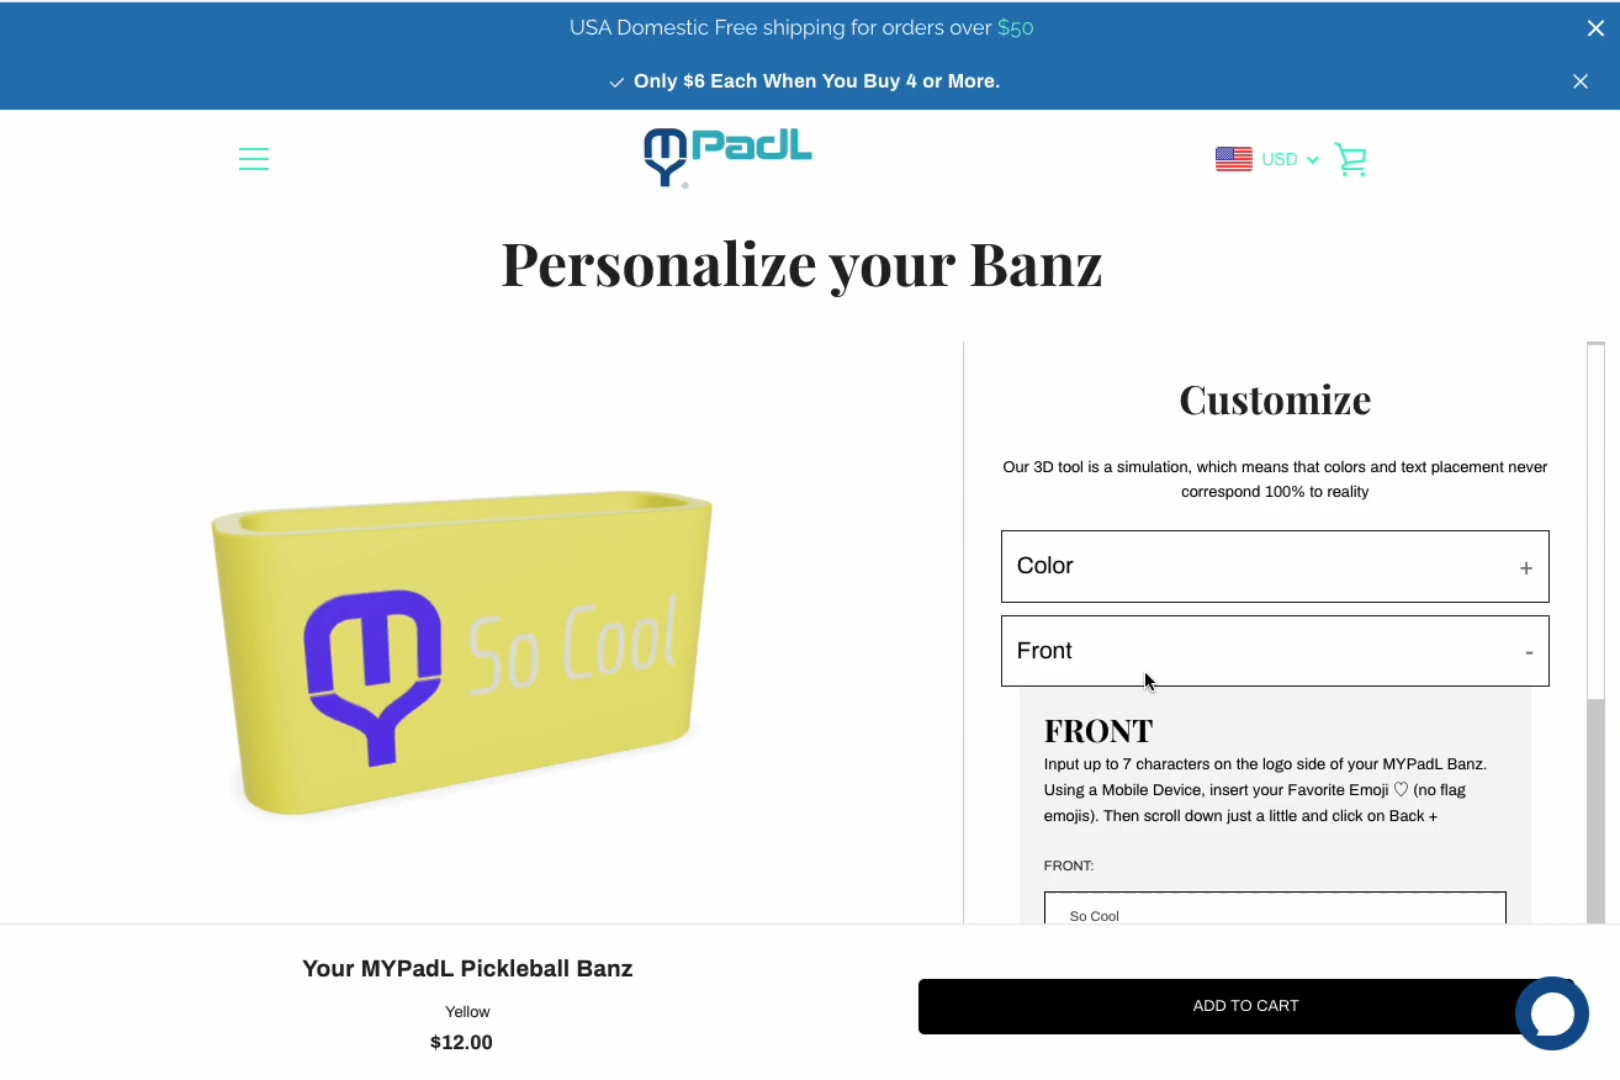 USA Domestic Free shipping for orders over $50
Only $6 Each When You Buy 4 or More.
MY PadL
®
USD
Personalize your Banz
Customize
Our 3D tool is a simulation, which means that colors and text placement never
correspond 100% to reality
Color +
Front -
MY So Cool
FRONT
Input up to 7 characters on the logo side of your MYPadL Banz.
Using a Mobile Device, insert your Favorite Emoji ♡ (no flag
emojis). Then scroll down just a little and click on Back +
FRONT:
So Cool
Your MYPadL Pickleball Banz
Yellow
$12.00
ADD TO CART